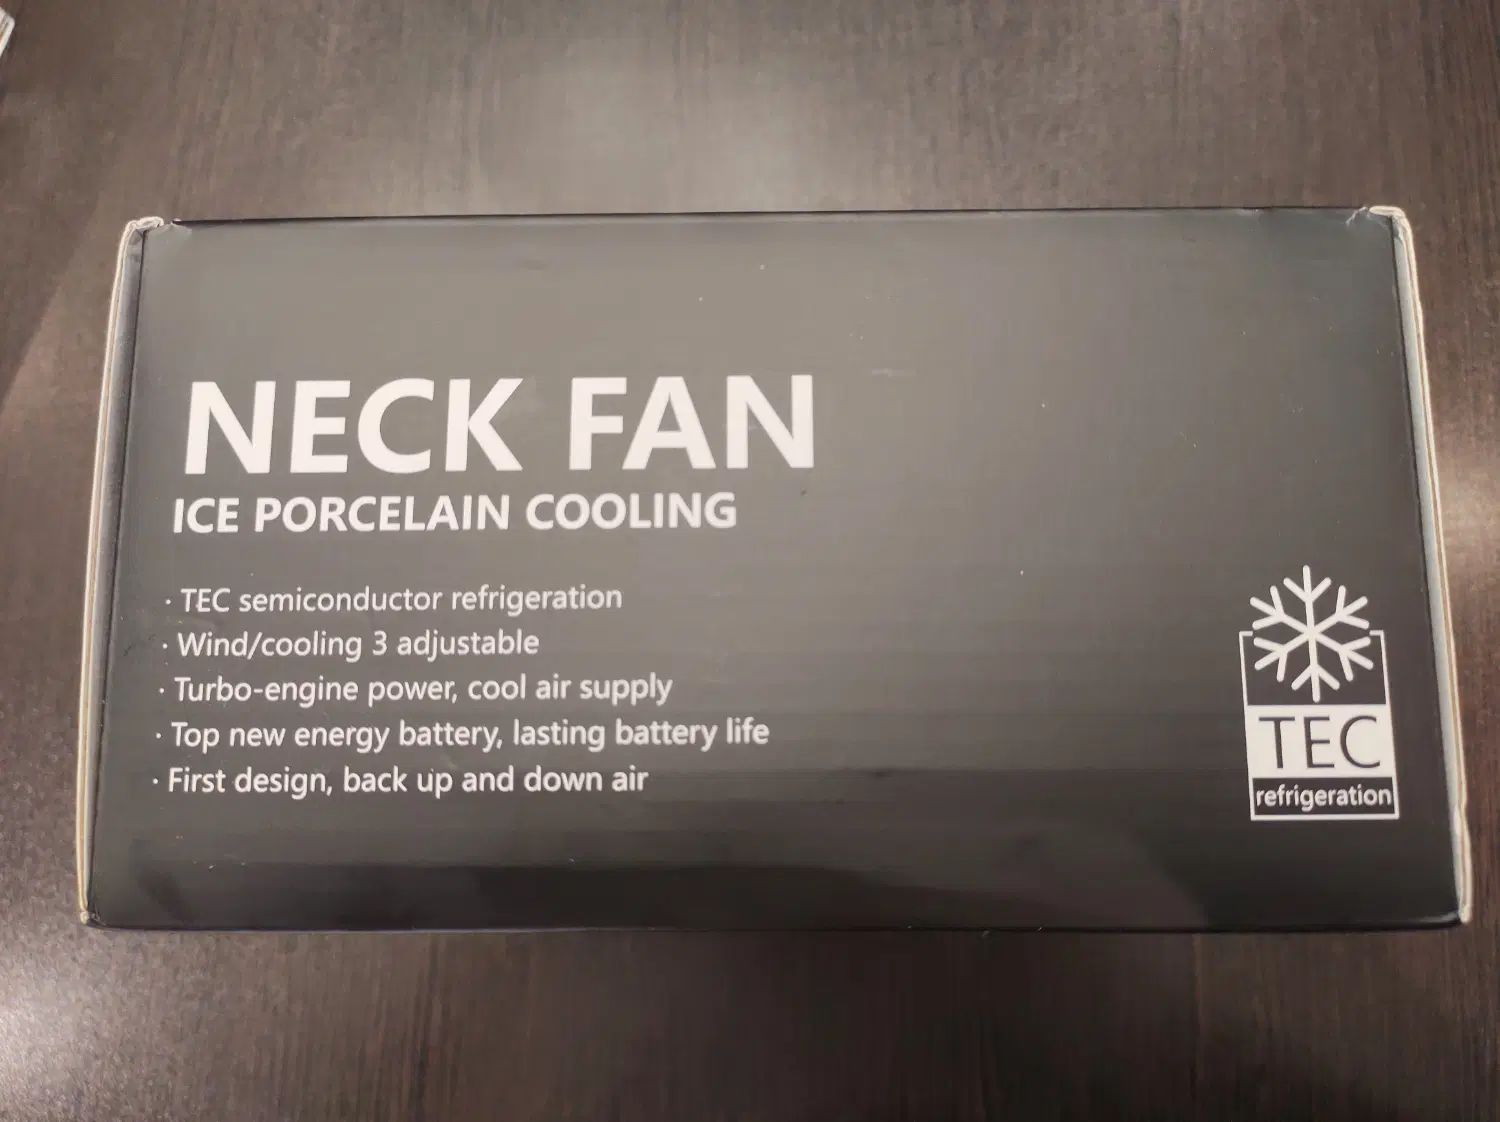 NECK FAN
ICE PORCELAIN COOLING
· TEC semiconductor refrigeration
· Wind/cooling 3 adjustable
· Turbo-engine power, cool air supply
· Top new energy battery, lasting battery life
· First design, back up and down air
TEC
refrigeration